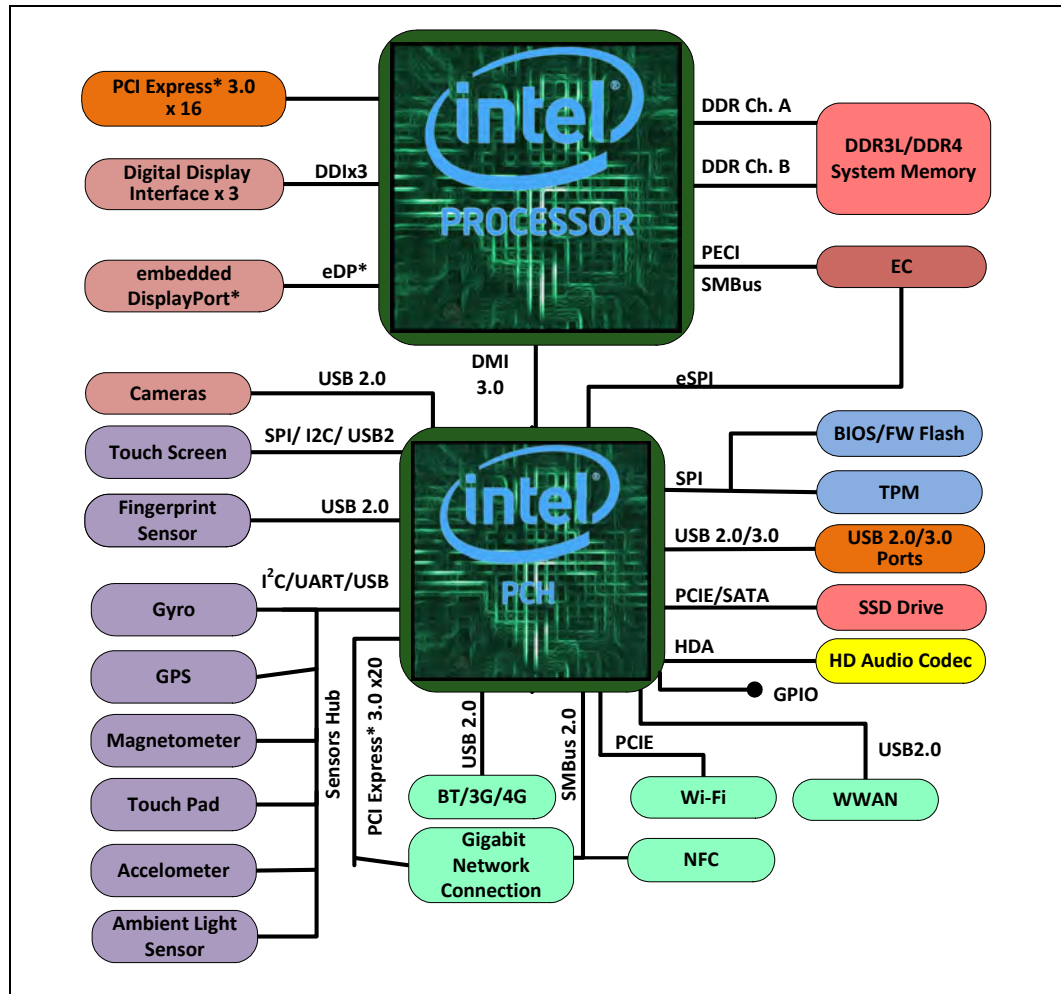 PCI Express* 3.0
x 16
Digital Display
Interface x 3
DDIx3
embedded
DisplayPort*
eDP*
intel®
PROCESSOR
DDR Ch. A
DDR Ch. B
DDR3L/DDR4
System Memory
PECI
SMBus
EC
DMI
3.0
eSPI
Cameras
USB 2.0
Touch Screen
SPI/ I2C/ USB2
Fingerprint
Sensor
USB 2.0
I²C/UART/USB
Gyro
GPS
Magnetometer
Touch Pad
Accelometer
Ambient Light
Sensor
Sensors Hub
PCI Express* 3.0 x20
intel®
PCH
SPI
BIOS/FW Flash
TPM
USB 2.0/3.0
USB 2.0/3.0
Ports
PCIE/SATA
SSD Drive
HDA
HD Audio Codec
GPIO
USB 2.0
SMBus 2.0
PCIE
USB2.0
BT/3G/4G
Wi-Fi
WWAN
Gigabit
Network
Connection
NFC